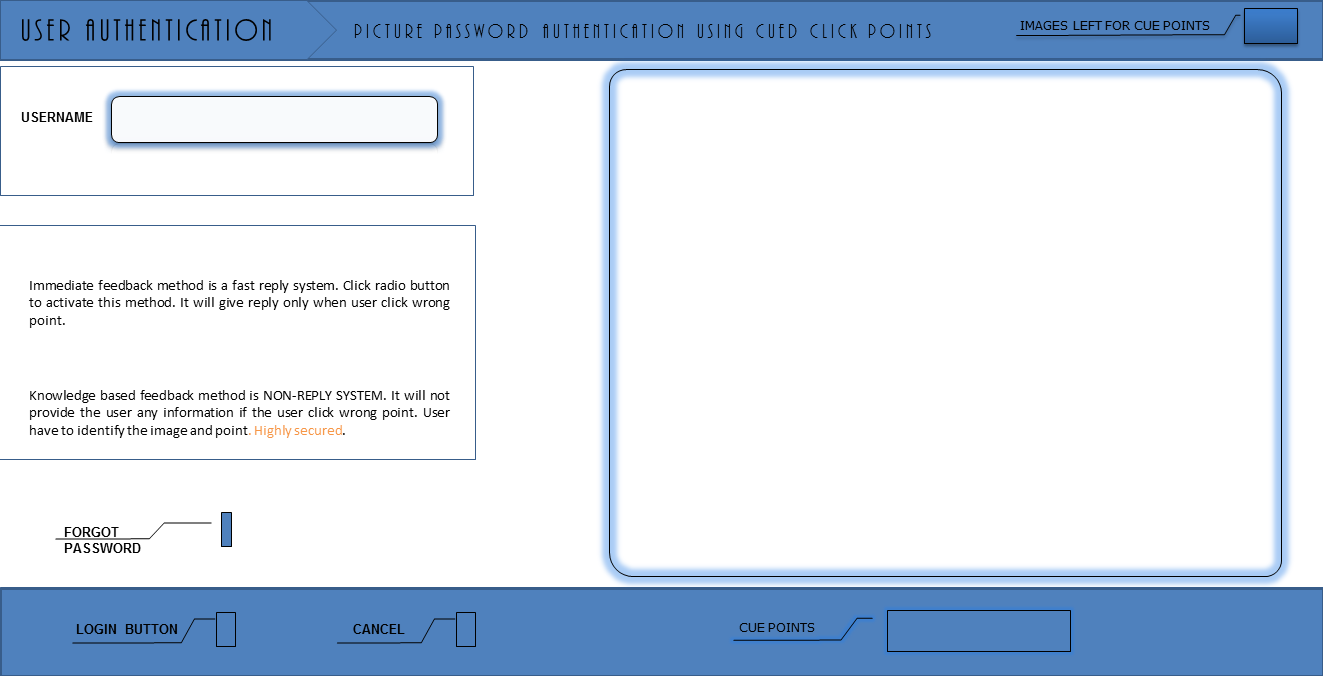 USER AUTHENTICATION
PICTURE PASSWORD AUTHENTICATION USING CUED CLICK POINTS
IMAGES LEFT FOR CUE POINTS
USERNAME
Immediate feedback method is a fast reply system. Click radio button
to activate this method. It will give reply only when user click wrong
point.
Knowledge based feedback method is NON-REPLY SYSTEM. It will not
provide the user any information if the user click wrong point. User
have to identify the image and point. Highly secured.
FORGOT
PASSWORD
LOGIN BUTTON
CANCEL
CUE POINTS